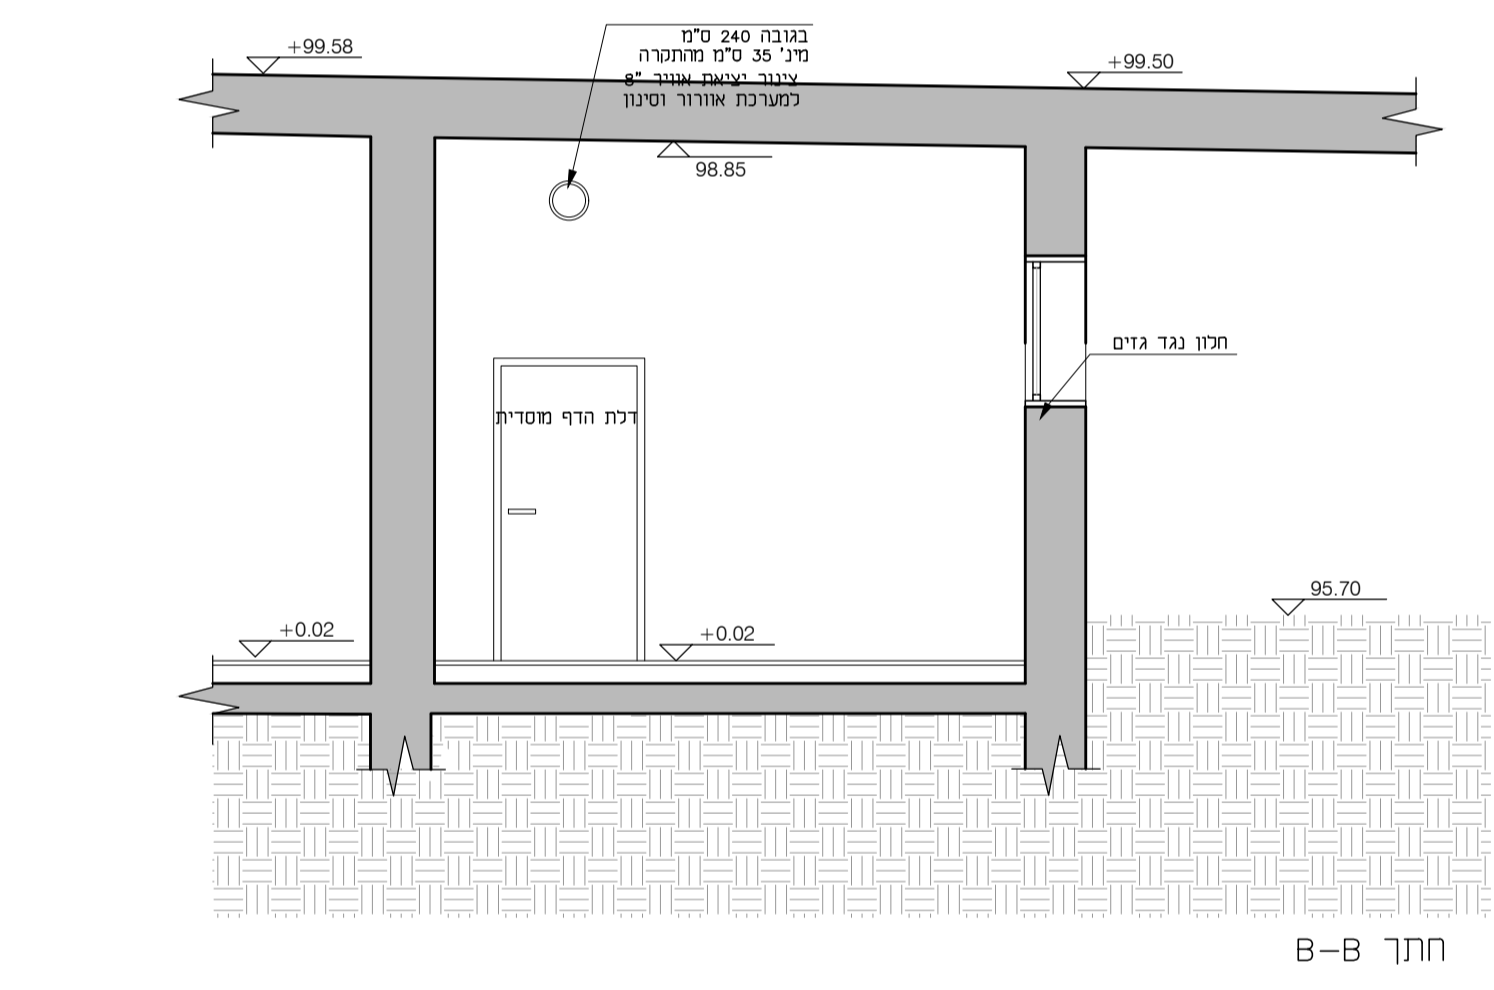 בגובה 240 ס"מ
מינ' 35 ס"מ מהתקרה
צינור יציאת אוויר "8
למערכת אוורור וסינון
+99.58
+99.50
98.85
חלון נגד גזים
דלת הדף מוסדית
95.70
+0.02
+0.02
חתך B-B